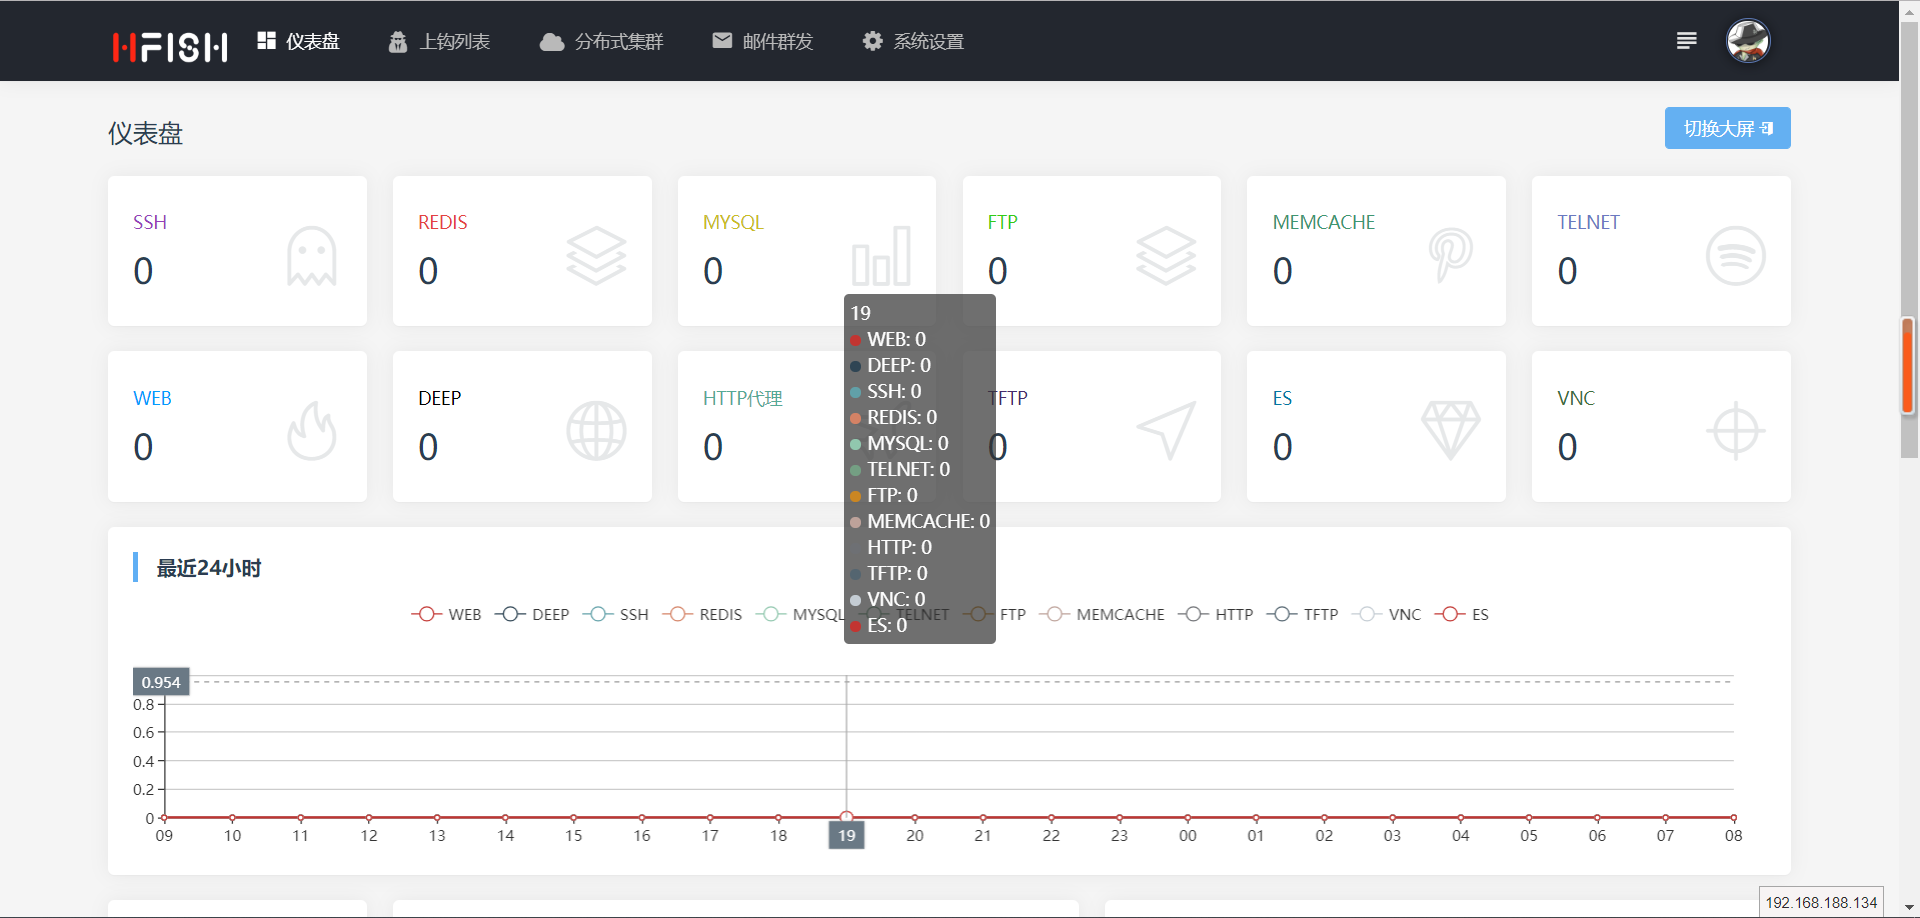 HFISH 仪表盘 上钩列表 分布式集群 邮件群发 系统设置
仪表盘
切换大屏
SSH
0
REDIS
0
MYSQL
0
FTP
0
MEMCACHE
0
TELNET
0
WEB
0
DEEP
0
HTTP代理
0
TFTP
0
ES
0
VNC
0
19
WEB: 0
DEEP: 0
SSH: 0
REDIS: 0
MYSQL: 0
TELNET: 0
FTP: 0
MEMCACHE: 0
HTTP: 0
TFTP: 0
VNC: 0
ES: 0
最近24小时
WEB DEEP SSH REDIS MYSQL TELNET FTP MEMCACHE HTTP TFTP VNC ES
0.954
0.8
0.6
0.4
0.2
0
09 10 11 12 13 14 15 16 17 18 19 20 21 22 23 00 01 02 03 04 05 06 07 08
192.168.188.134